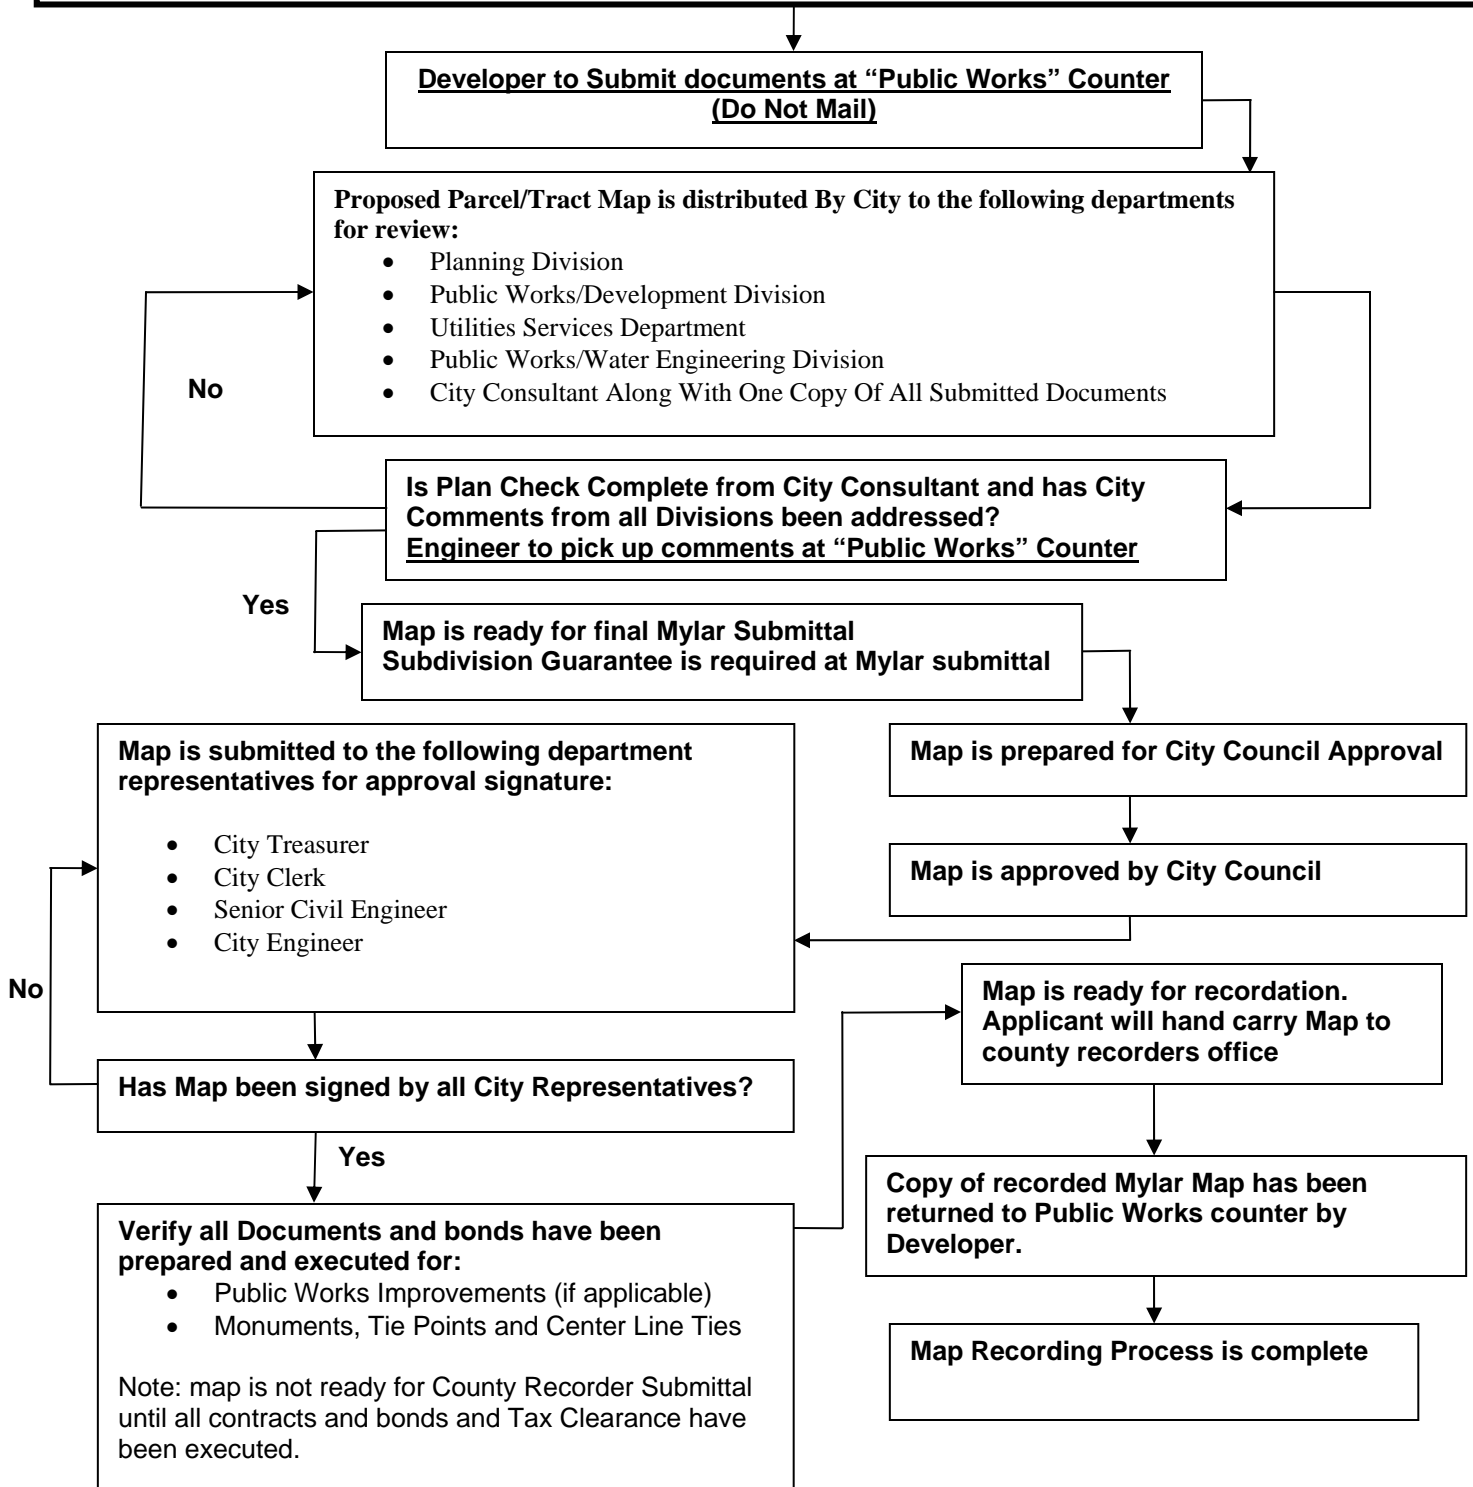 Developer to Submit documents at “Public Works” Counter
(Do Not Mail)
Proposed Parcel/Tract Map is distributed By City to the following departments
for review:
• Planning Division
• Public Works/Development Division
• Utilities Services Department
• Public Works/Water Engineering Division
• City Consultant Along With One Copy Of All Submitted Documents
No
Is Plan Check Complete from City Consultant and has City
Comments from all Divisions been addressed?
Engineer to pick up comments at “Public Works” Counter
Yes
Map is ready for final Mylar Submittal
Subdivision Guarantee is required at Mylar submittal
Map is prepared for City Council Approval
Map is approved by City Council
Map is submitted to the following department
representatives for approval signature:
• City Treasurer
• City Clerk
• Senior Civil Engineer
• City Engineer
No
Has Map been signed by all City Representatives?
Yes
Verify all Documents and bonds have been
prepared and executed for:
• Public Works Improvements (if applicable)
• Monuments, Tie Points and Center Line Ties
Note: map is not ready for County Recorder Submittal
until all contracts and bonds and Tax Clearance have
been executed.
Map is ready for recordation.
Applicant will hand carry Map to
county recorders office
Copy of recorded Mylar Map has been
returned to Public Works counter by
Developer.
Map Recording Process is complete